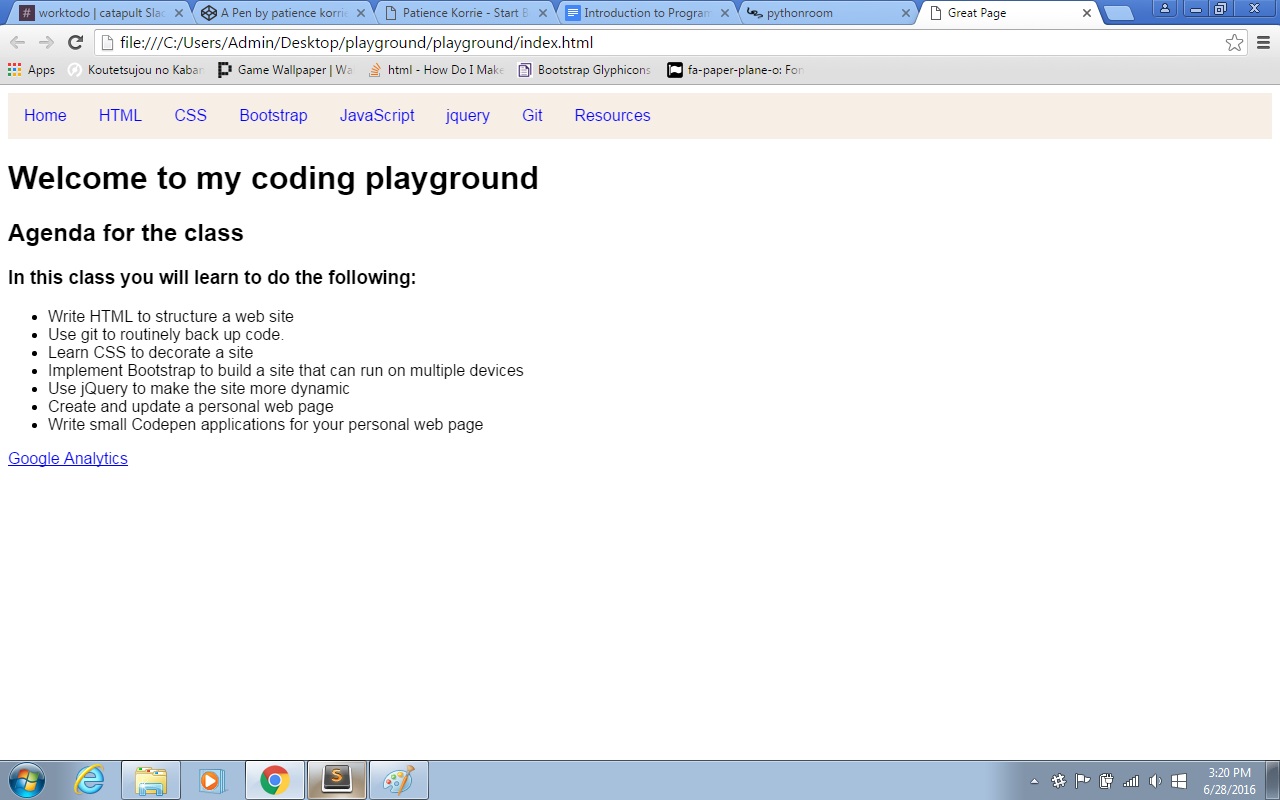 worktodo | catapult Slac
A Pen by patience korrie
Patience Korrie - Start B
Introduction to Program
pythonroom
Great Page
file:///C:/Users/Admin/Desktop/playground/playground/index.html
Apps
Koutetsujou no Kaban
Game Wallpaper | Wa
html - How Do I Make
Bootstrap Glyphicons
fa-paper-plane-o: Fon
Home HTML CSS Bootstrap JavaScript jquery Git Resources
Welcome to my coding playground
Agenda for the class
In this class you will learn to do the following:
Write HTML to structure a web site
Use git to routinely back up code.
Learn CSS to decorate a site
Implement Bootstrap to build a site that can run on multiple devices
Use jQuery to make the site more dynamic
Create and update a personal web page
Write small Codepen applications for your personal web page
Google Analytics
3:20 PM
6/28/2016